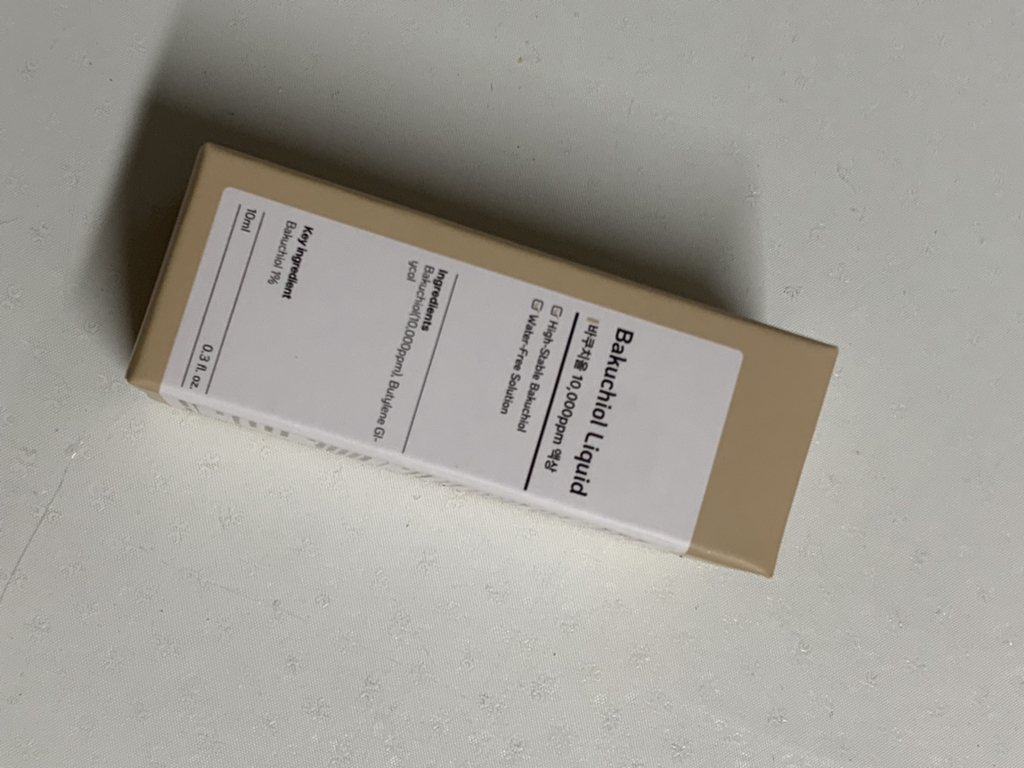 Bakuchiol Liquid
바쿠치올 10,000ppm 액상
High-Stable Bakuchiol
Water-Free Solution
Ingredients
Bakuchiol(10,000ppm), Butylene Gl-
ycol
Key Ingredient
Bakuchiol 1%
10ml 0.3 fl. oz